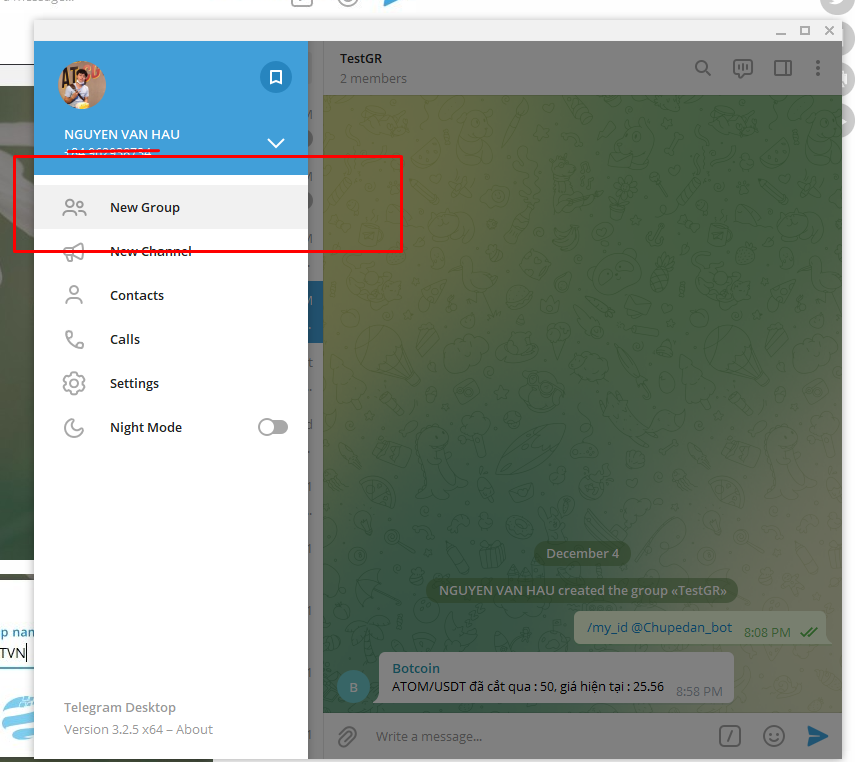 TestGR
2 members
NGUYEN VAN HAU
New Group
New Channel
Contacts
Calls
Settings
Night Mode
December 4
NGUYEN VAN HAU created the group «TestGR»
/my_id @Chupedan_bot 8:08 PM
Botcoin
B
ATOM/USDT đã cắt qua : 50, giá hiện tại : 25.56 8:58 PM
TVN
Telegram Desktop
Version 3.2.5 x64 – About
Write a message...